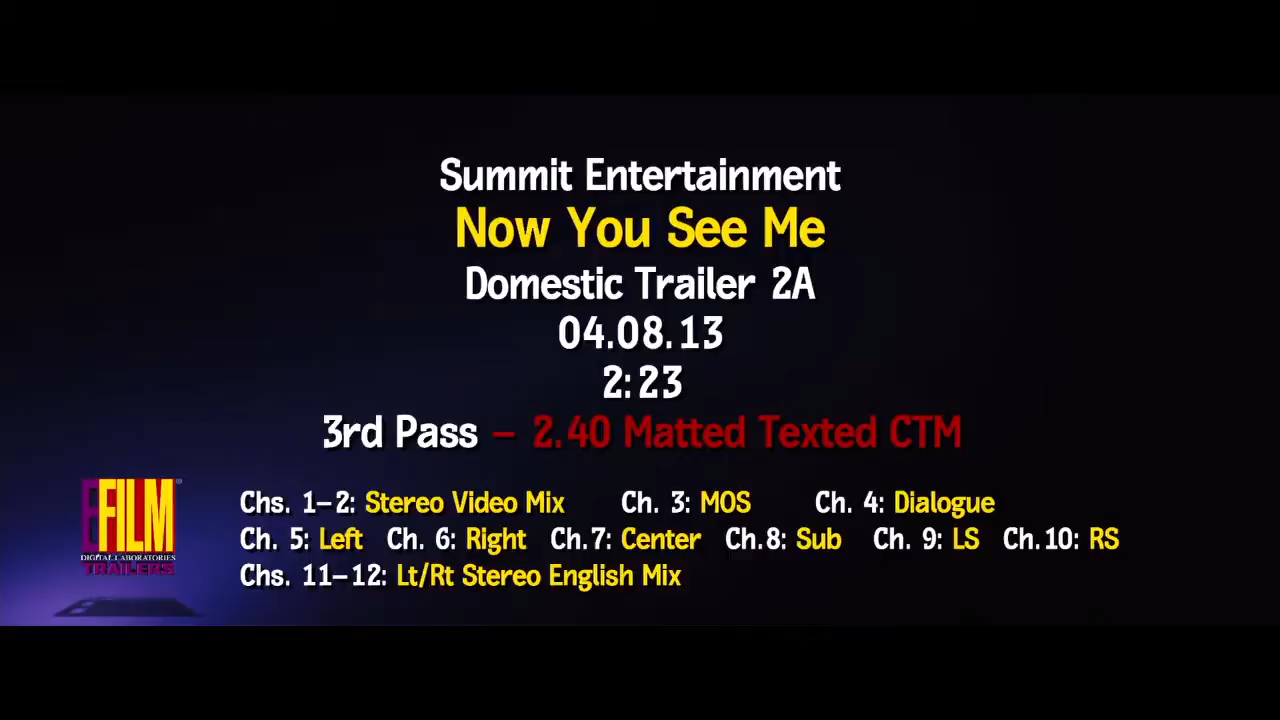 Summit Entertainment
Now You See Me
Domestic Trailer 2A
04.08.13
2:23
3rd Pass – 2.40 Matted Texted CTM
EFILM®
DIGITAL LABORATORIES
TRAILERS
Chs. 1–2: Stereo Video Mix Ch. 3: MOS Ch. 4: Dialogue
Ch. 5: Left Ch. 6: Right Ch.7: Center Ch.8: Sub Ch. 9: LS Ch.10: RS
Chs. 11–12: Lt/Rt Stereo English Mix